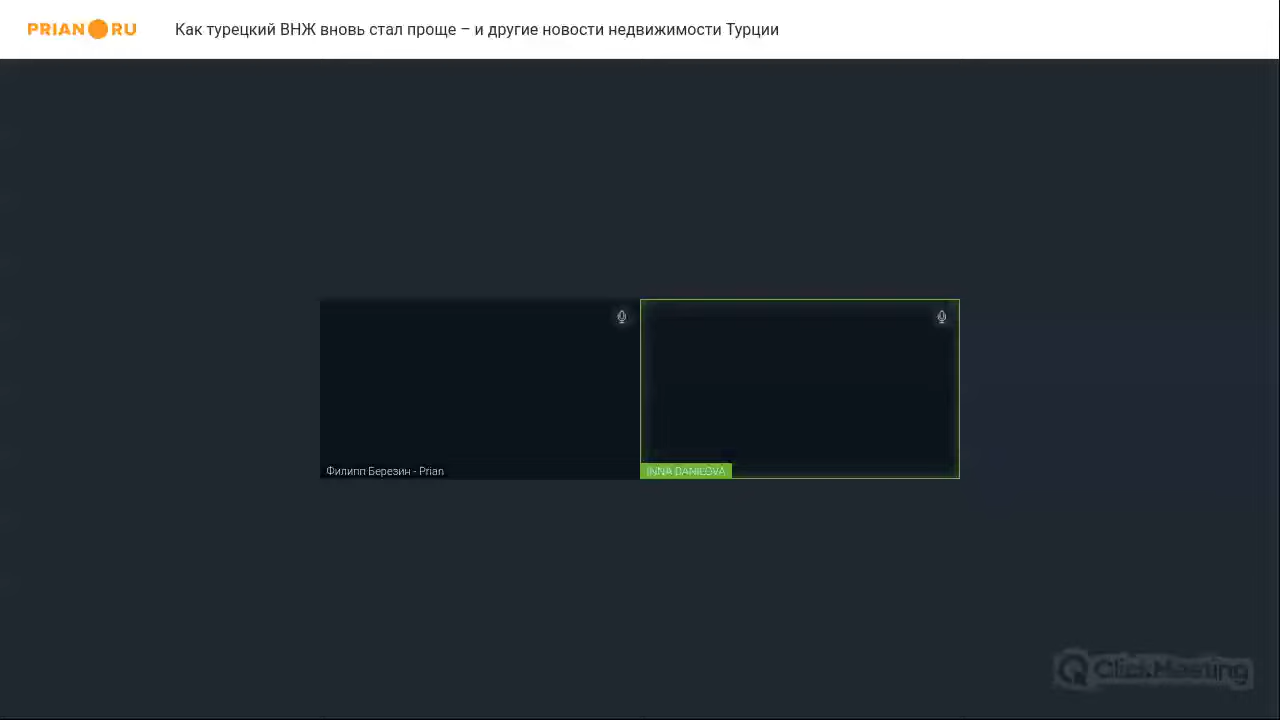 PRIAN RU
Как турецкий ВНЖ вновь стал проще – и другие новости недвижимости Турции
Филипп Березин - Prian
INNA DANILOVA
ClickMeeting